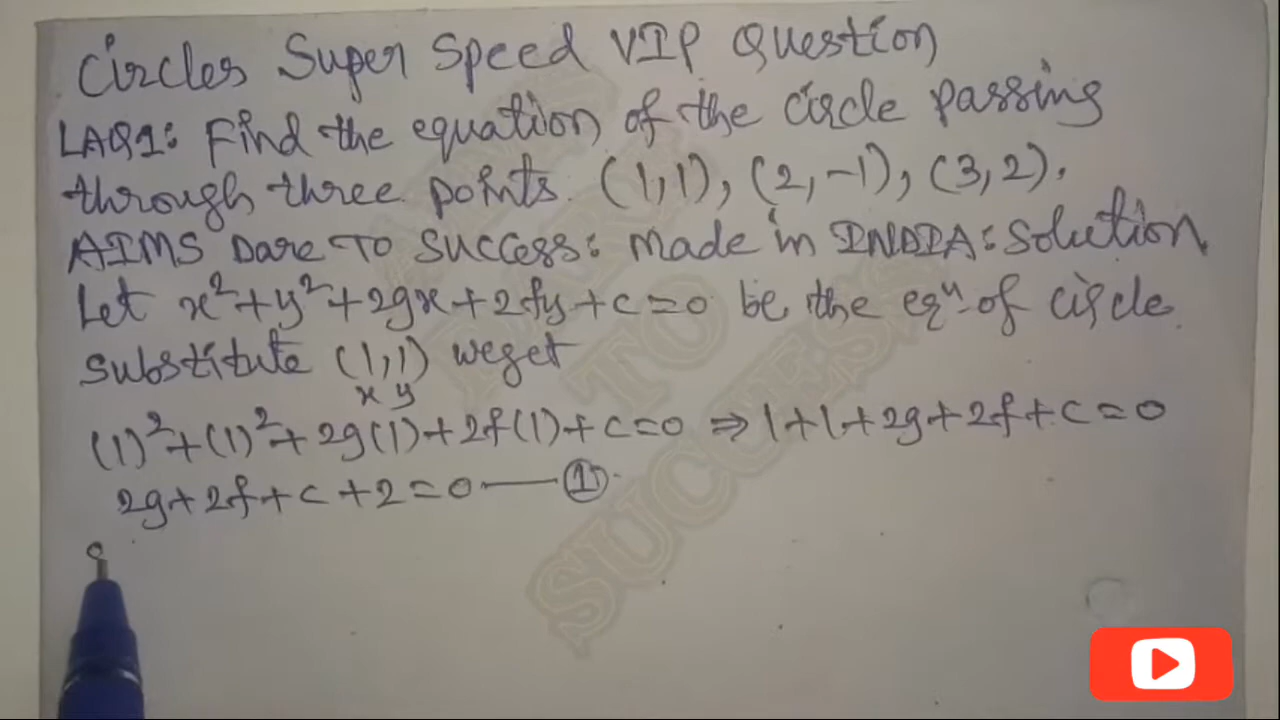 Circles Super Speed VIP Question
LAQ1: Find the equation of the circle passing
through three points (1,1), (2,-1), (3,2).
AIMS Dare To Success: Made in INDIA: Solution.
Let x²+y²+2gx+2fy+c=0 be the eqⁿ of circle.
Substitute (1,1) weget
x y
(1)²+(1)²+2g(1)+2f(1)+c=0 ⇒ 1+1+2g+2f+c=0
2g+2f+c+2=0 — ①